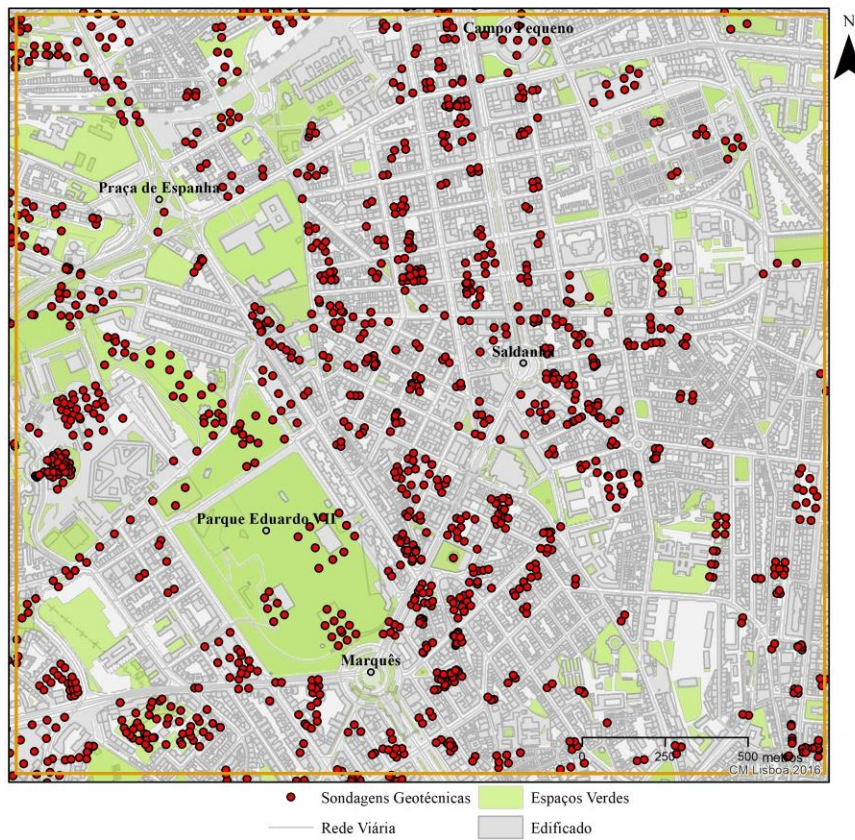 N
Campo Pequeno
Praça de Espanha
Saldanha
Parque Eduardo VII
Marquês
0 250 500 metros
CM Lisboa 2016
Sondagens Geotécnicas
Espaços Verdes
Rede Viária
Edificado